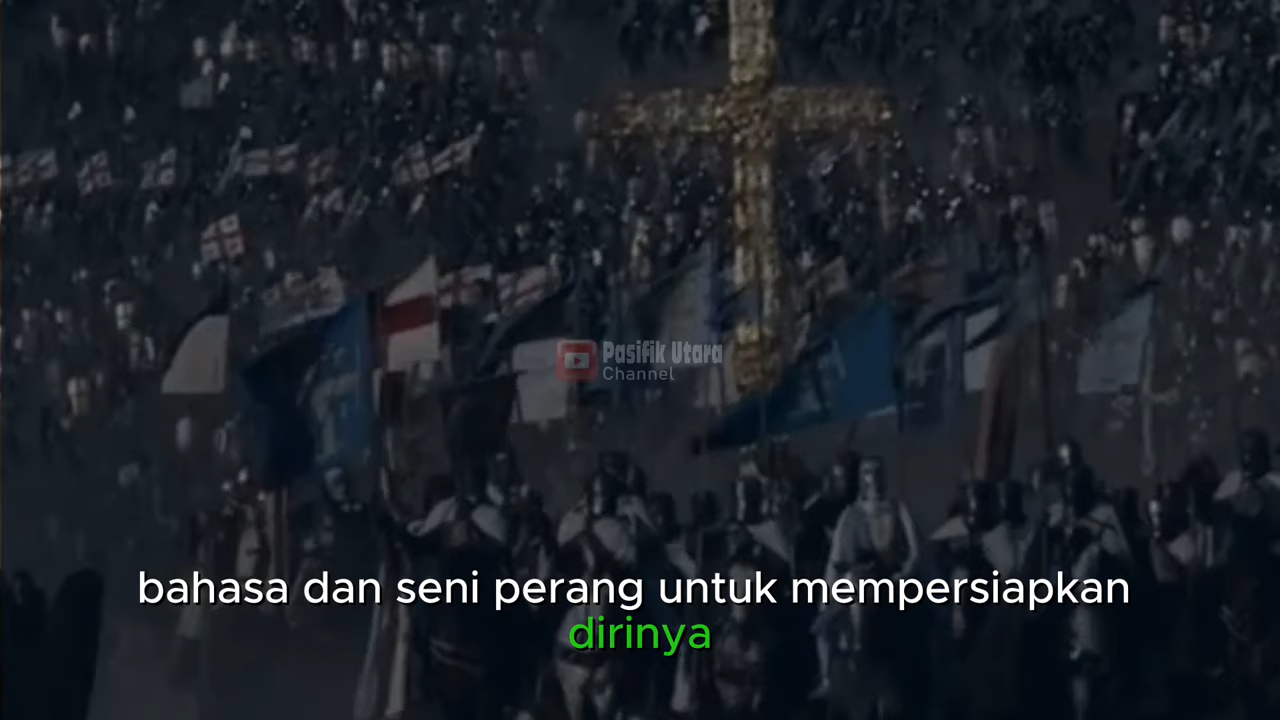 Pasifik Utara
Channel
bahasa dan seni perang untuk mempersiapkan
dirinya